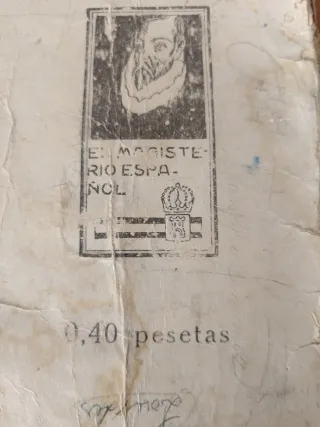 EL MAGISTE-
RIO ESPA-
ÑOL
0,40 pesetas